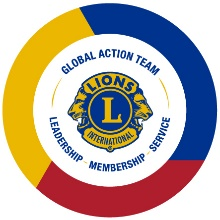 GLOBAL ACTION TEAM
LIONS
L
INTERNATIONAL
LEADERSHIP - MEMBERSHIP - SERVICE